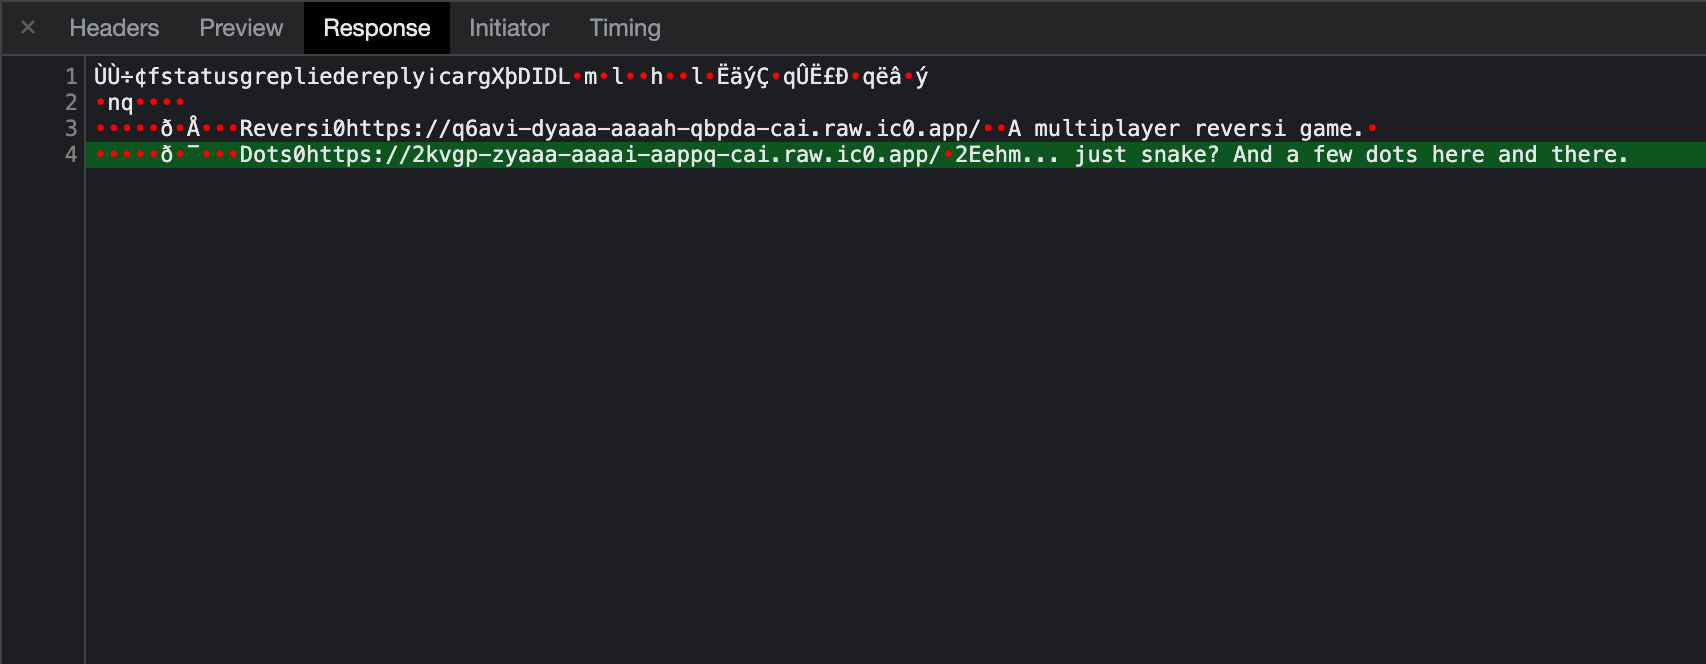 × Headers Preview Response Initiator Timing
1 ÙÙ÷¢fstatusgrepliedereply¡cargXþDIDL•m•l••h••l•ËäýÇ•qÛË£Ð•qëâ•ý
2 •nq••••
3 •••••ð•Å•••Reversi0https://q6avi-dyaaa-aaaah-qbpda-cai.raw.ic0.app/••A multiplayer reversi game.•
4 •••••ð•¯•••Dots0https://2kvgp-zyaaa-aaaai-aappq-cai.raw.ic0.app/•2Eehm... just snake? And a few dots here and there.